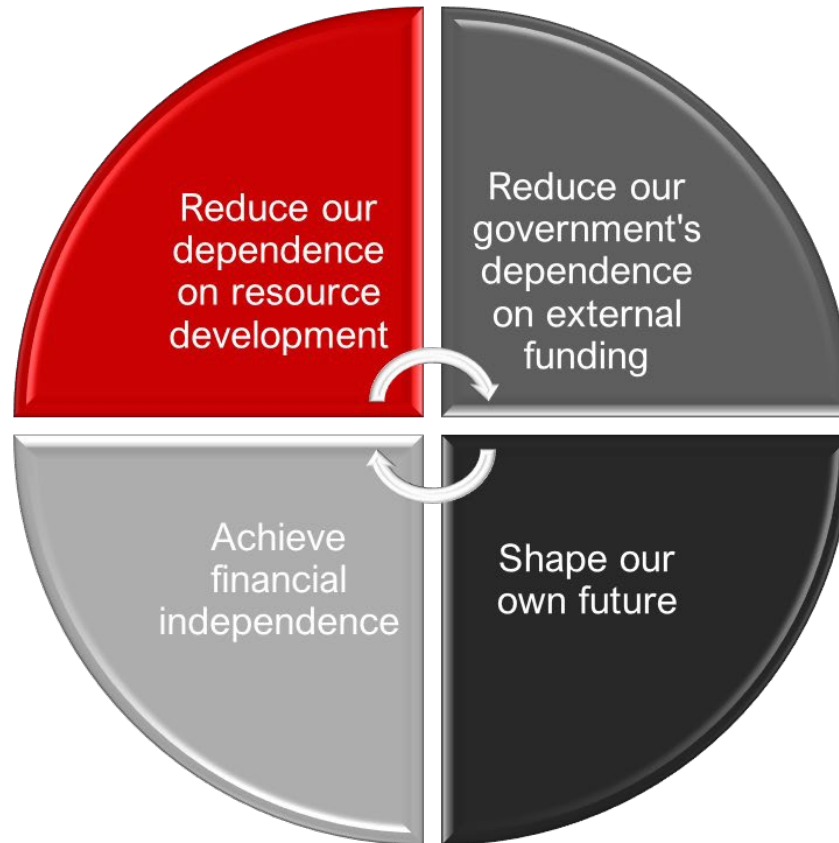 Reduce our
dependence
on resource
development
Reduce our
government's
dependence
on external
funding
Achieve
financial
independence
Shape our
own future